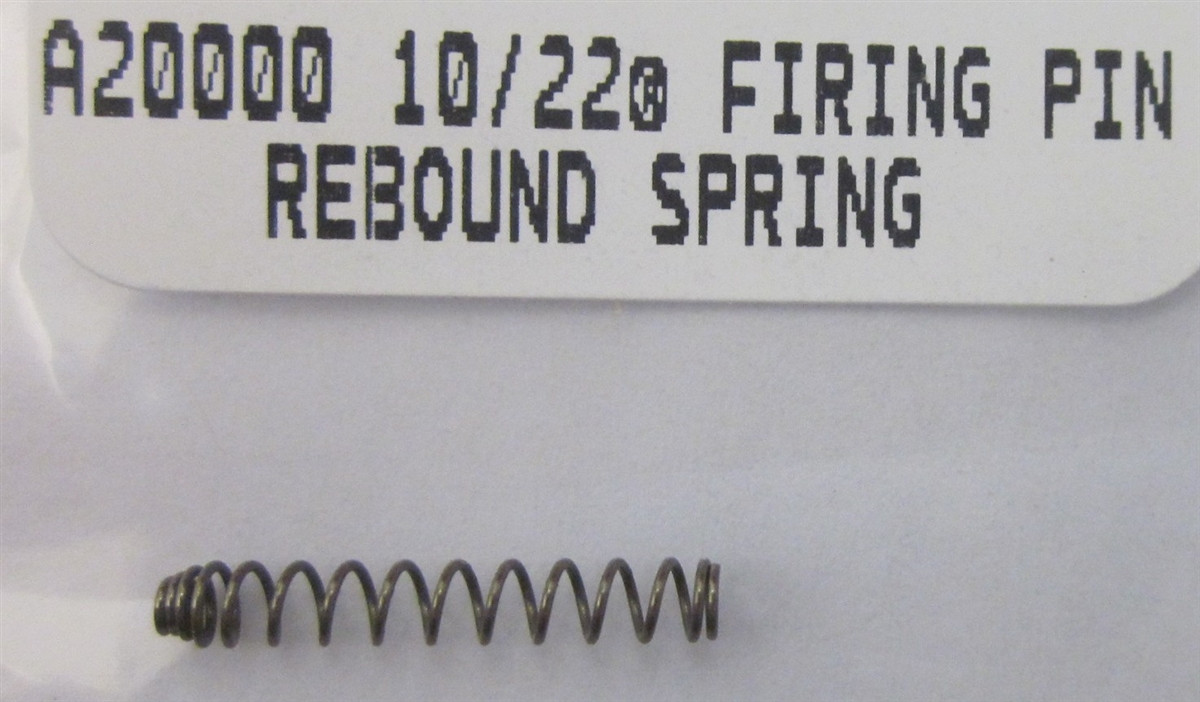 A20000 10/22® FIRING PIN
REBOUND SPRING